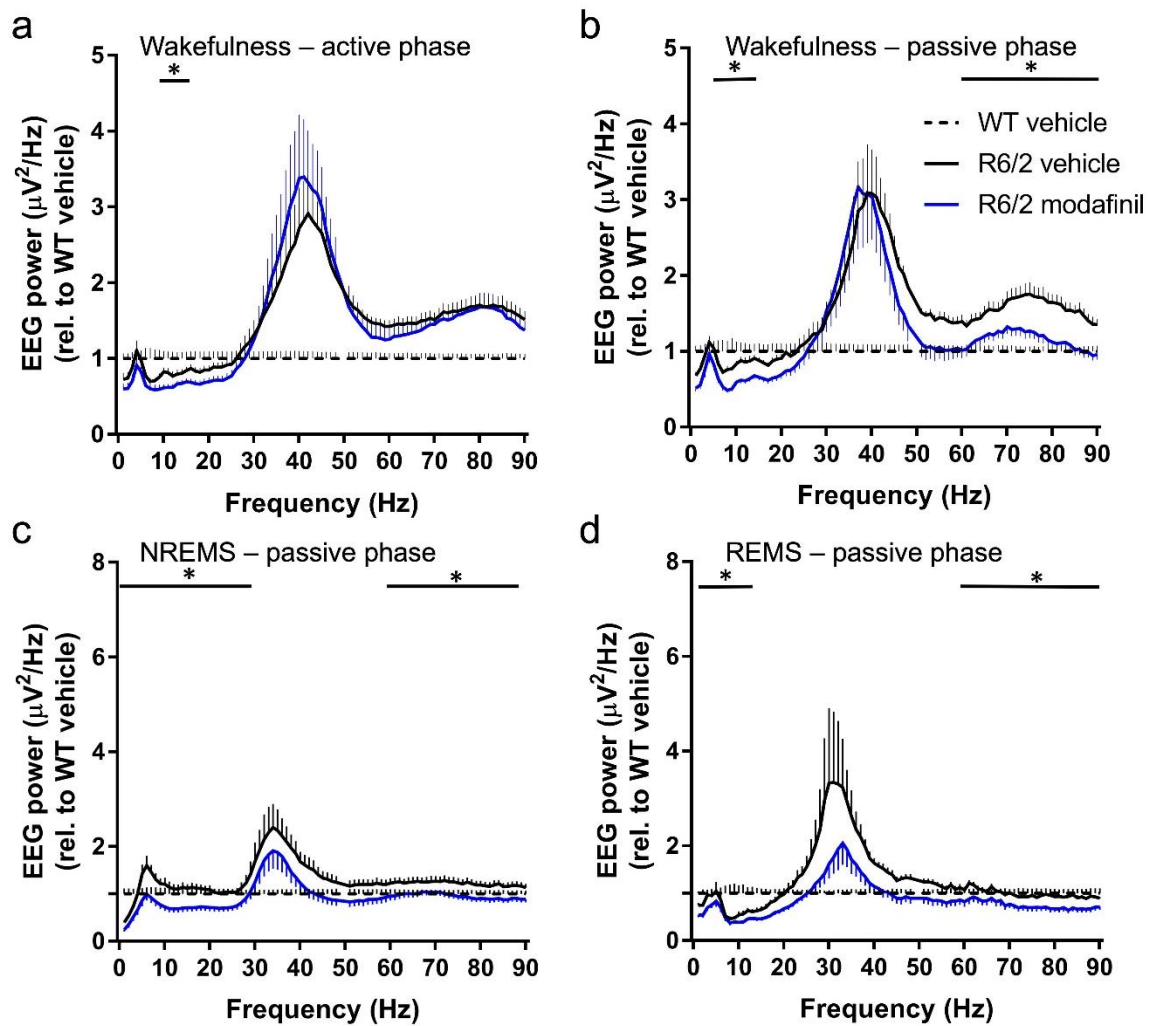 a
Wakefulness – active phase
*
EEG power (μV²/Hz)
(rel. to WT vehicle)
5
4
3
2
1
0
0 10 20 30 40 50 60 70 80 90
Frequency (Hz)
b
Wakefulness – passive phase
* *
EEG power (μV²/Hz)
(rel. to WT vehicle)
5
4
3
2
1
0
WT vehicle
R6/2 vehicle
R6/2 modafinil
0 10 20 30 40 50 60 70 80 90
Frequency (Hz)
c
NREMS – passive phase
* *
EEG power (μV²/Hz)
(rel. to WT vehicle)
8
6
4
2
0
0 10 20 30 40 50 60 70 80 90
Frequency (Hz)
d
REMS – passive phase
* *
EEG power (μV²/Hz)
(rel. to WT vehicle)
8
6
4
2
0
0 10 20 30 40 50 60 70 80 90
Frequency (Hz)